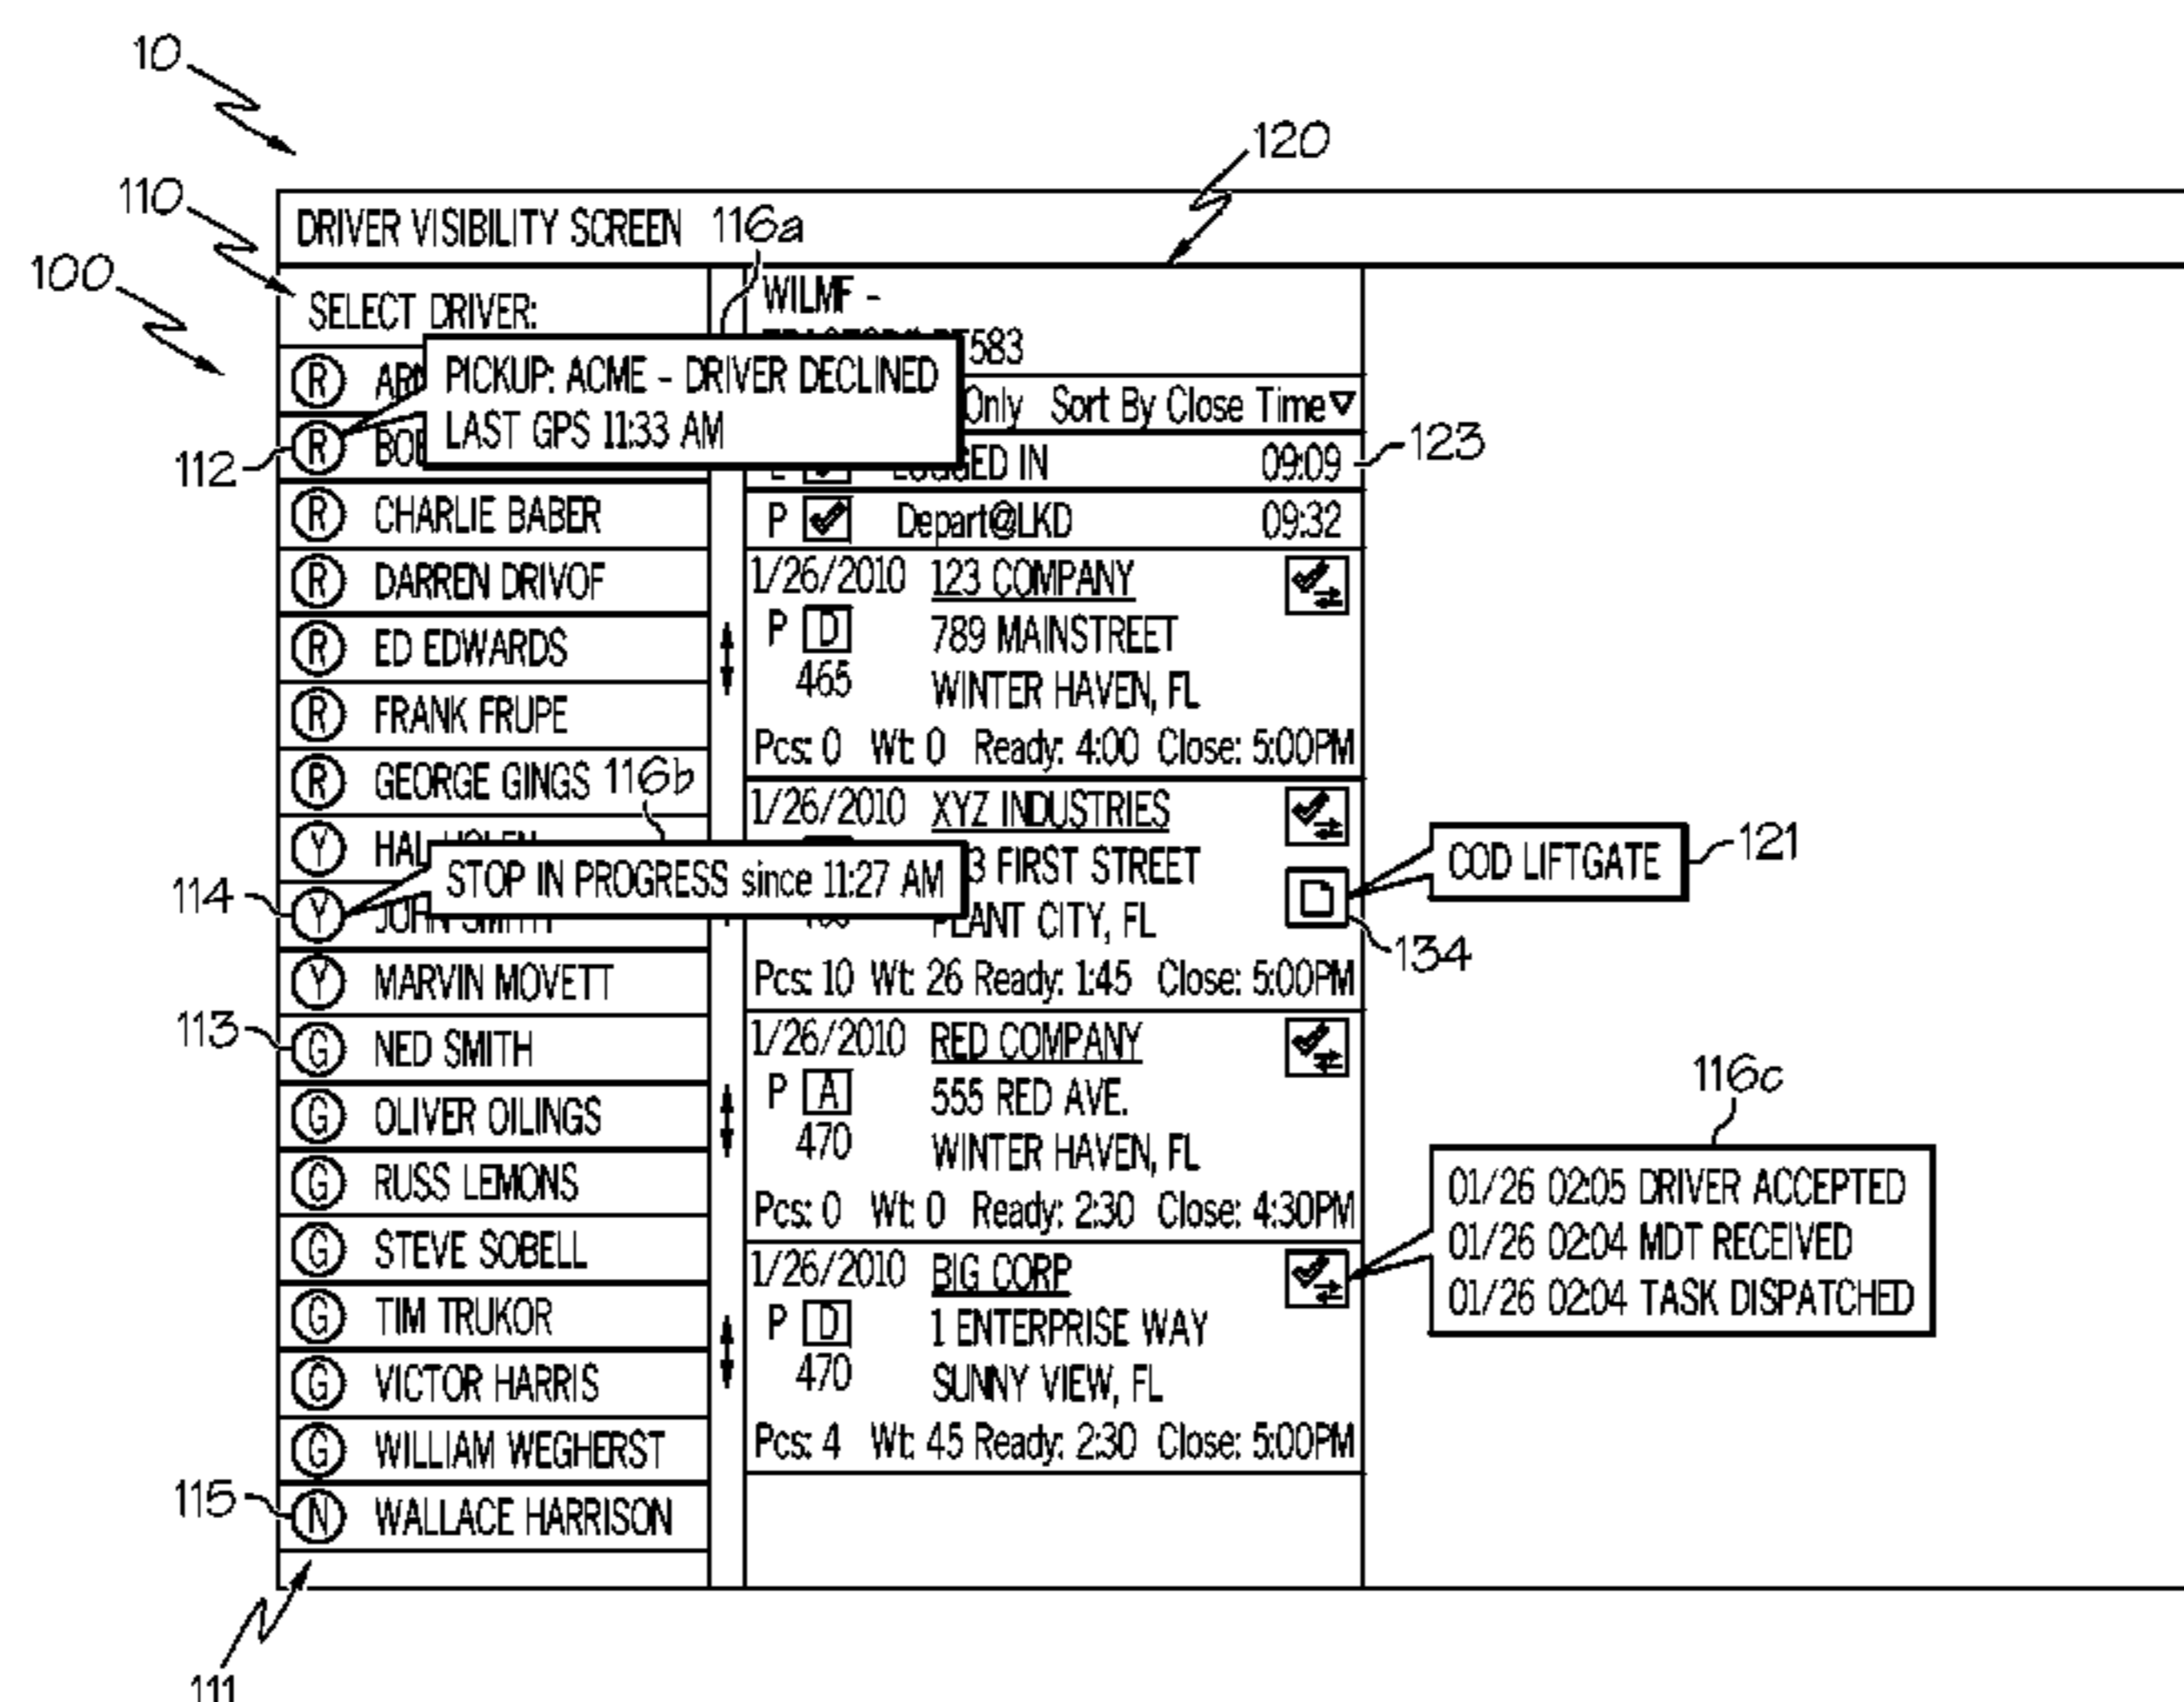 10
120
110
DRIVER VISIBILITY SCREEN 116a
100
SELECT DRIVER:
WILMF -
583
PICKUP: ACME - DRIVER DECLINED
LAST GPS 11:33 AM
R
Only Sort By Close Time
112 R
IN 09:09 123
R CHARLIE BABER
P Depart@LKD 09:32
R DARREN DRIVOF
R ED EDWARDS
R FRANK FRUPE
R GEORGE GINGS 116b
Y
STOP IN PROGRESS since 11:27 AM
114 Y JOHN SMITH
Y MARVIN MOVETT
113 G NED SMITH
G OLIVER OILINGS
G RUSS LEMONS
G STEVE SOBELL
G TIM TRUKOR
G VICTOR HARRIS
G WILLIAM WEGHERST
115 N WALLACE HARRISON
111
1/26/2010 123 COMPANY
P D 789 MAINSTREET
465 WINTER HAVEN, FL
Pcs: 0 Wt: 0 Ready: 4:00 Close: 5:00PM
1/26/2010 XYZ INDUSTRIES
3 FIRST STREET
PLANT CITY, FL
Pcs: 10 Wt: 26 Ready: 1:45 Close: 5:00PM
COD LIFTGATE 121
134
1/26/2010 RED COMPANY
P A 555 RED AVE.
470 WINTER HAVEN, FL
Pcs: 0 Wt: 0 Ready: 2:30 Close: 4:30PM
1/26/2010 BIG CORP
P D 1 ENTERPRISE WAY
470 SUNNY VIEW, FL
Pcs: 4 Wt: 45 Ready: 2:30 Close: 5:00PM
116c
01/26 02:05 DRIVER ACCEPTED
01/26 02:04 MDT RECEIVED
01/26 02:04 TASK DISPATCHED